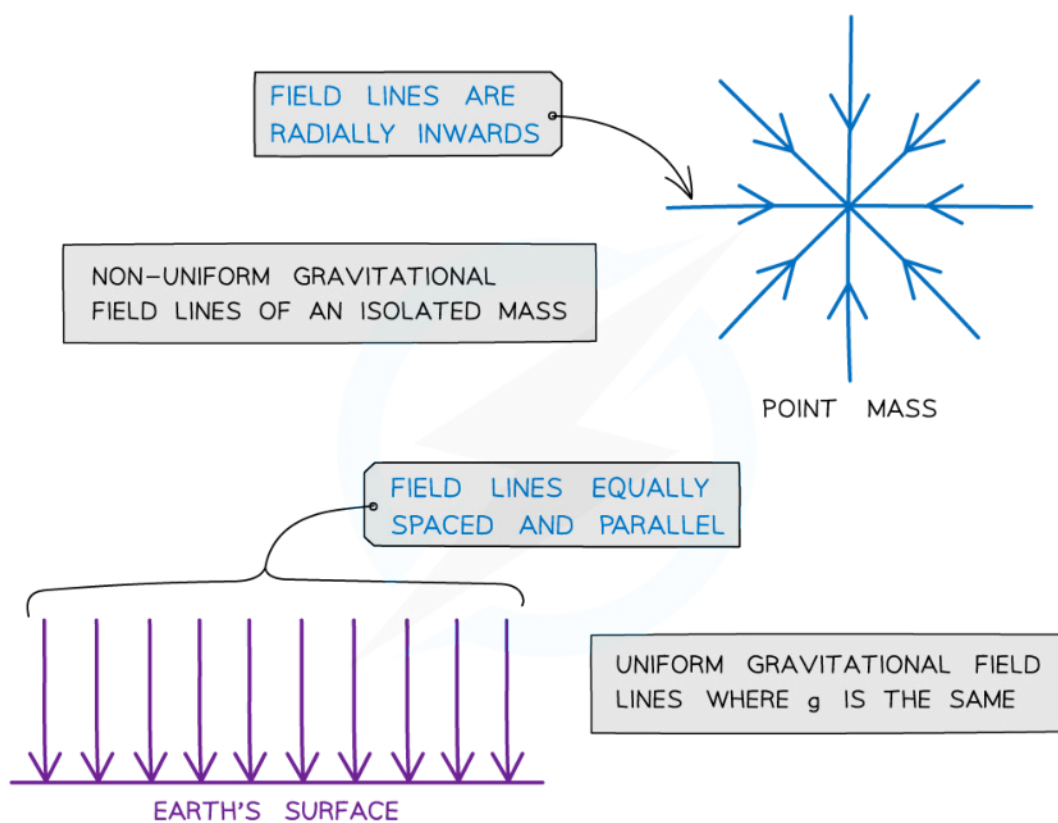 FIELD LINES ARE
RADIALLY INWARDS
NON-UNIFORM GRAVITATIONAL
FIELD LINES OF AN ISOLATED MASS
POINT MASS
FIELD LINES EQUALLY
SPACED AND PARALLEL
UNIFORM GRAVITATIONAL FIELD
LINES WHERE g IS THE SAME
EARTH'S SURFACE